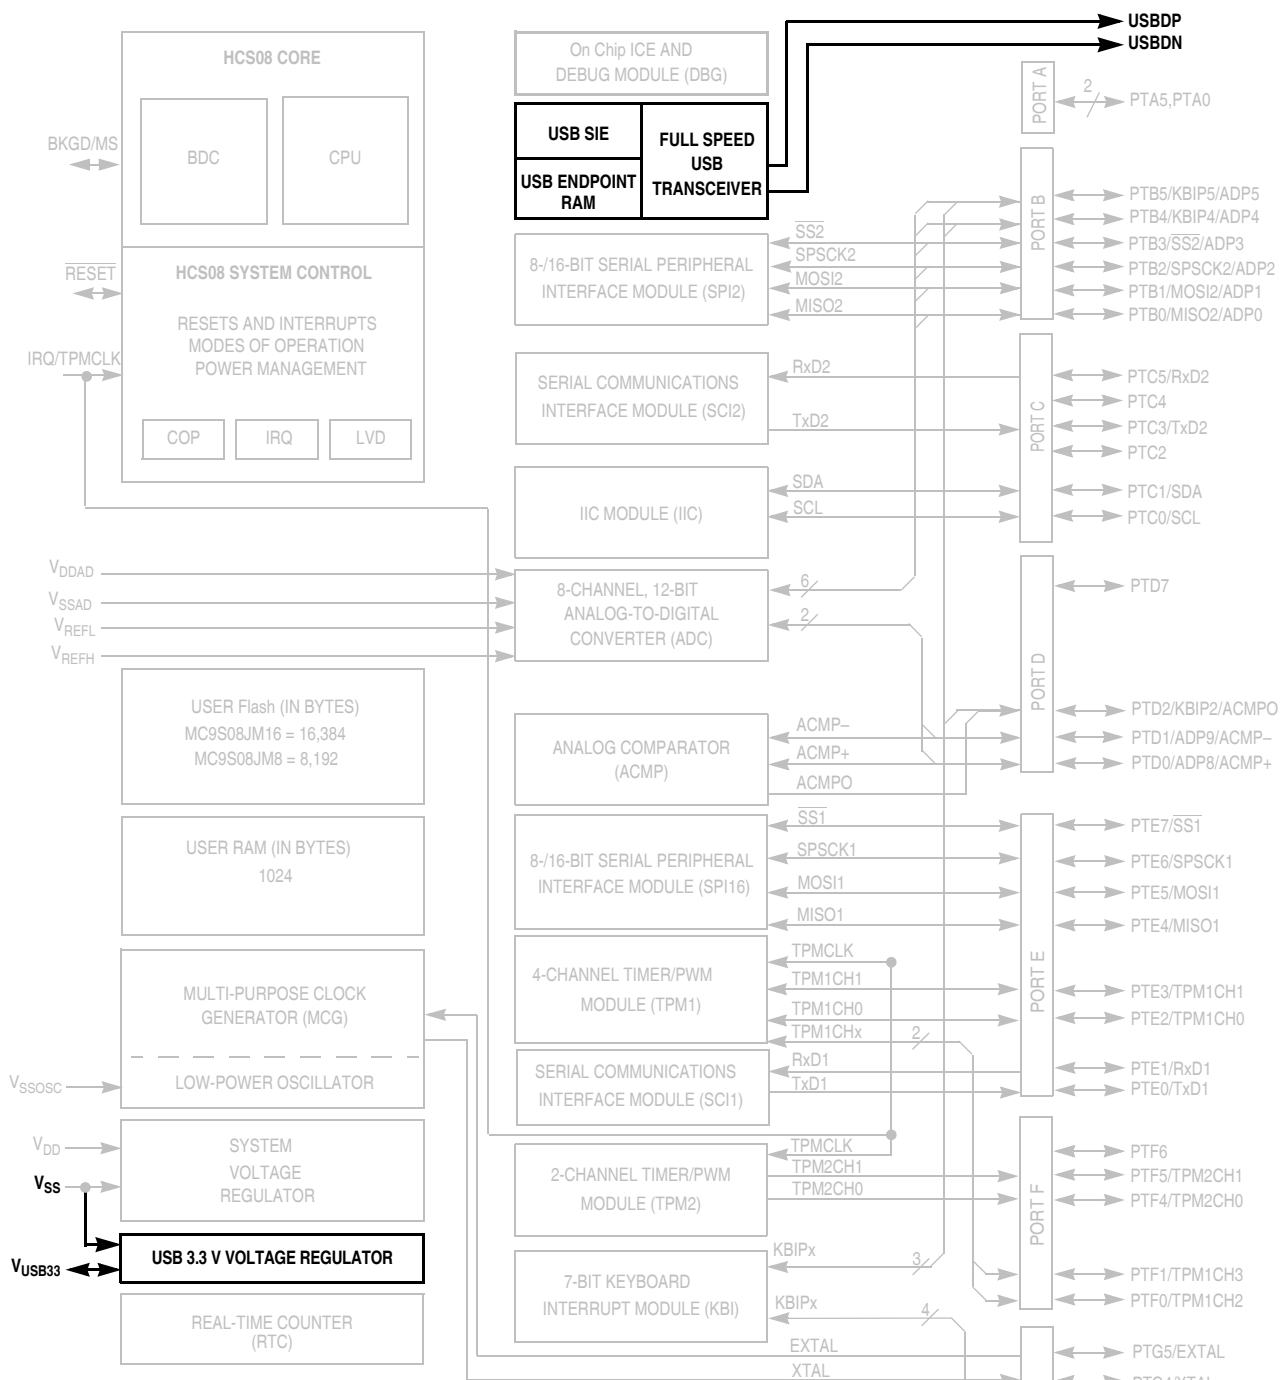 USBDP
USBDN
HCS08 CORE
BDC
CPU
BKGD/MS
HCS08 SYSTEM CONTROL
RESET
RESETS AND INTERRUPTS
MODES OF OPERATION
POWER MANAGEMENT
IRQ/TPMCLK
COP
IRQ
LVD
VDDAD
VSSAD
VREFL
VREFH
USER Flash (IN BYTES)
MC9S08JM16 = 16,384
MC9S08JM8 = 8,192
USER RAM (IN BYTES)
1024
MULTI-PURPOSE CLOCK
GENERATOR (MCG)
LOW-POWER OSCILLATOR
VSSOSC
VDD
VSS
SYSTEM
VOLTAGE
REGULATOR
VUSB33
USB 3.3 V VOLTAGE REGULATOR
REAL-TIME COUNTER
(RTC)
On Chip ICE AND
DEBUG MODULE (DBG)
USB SIE
USB ENDPOINT
RAM
FULL SPEED
USB
TRANSCEIVER
8-/16-BIT SERIAL PERIPHERAL
INTERFACE MODULE (SPI2)
SS2
SPSCK2
MOSI2
MISO2
SERIAL COMMUNICATIONS
INTERFACE MODULE (SCI2)
RxD2
TxD2
IIC MODULE (IIC)
SDA
SCL
8-CHANNEL, 12-BIT
ANALOG-TO-DIGITAL
CONVERTER (ADC)
6
2
ANALOG COMPARATOR
(ACMP)
ACMP–
ACMP+
ACMPO
8-/16-BIT SERIAL PERIPHERAL
INTERFACE MODULE (SPI16)
SS1
SPSCK1
MOSI1
MISO1
4-CHANNEL TIMER/PWM
MODULE (TPM1)
TPMCLK
TPM1CH1
TPM1CH0
TPM1CHx
2
SERIAL COMMUNICATIONS
INTERFACE MODULE (SCI1)
RxD1
TxD1
2-CHANNEL TIMER/PWM
MODULE (TPM2)
TPMCLK
TPM2CH1
TPM2CH0
7-BIT KEYBOARD
INTERRUPT MODULE (KBI)
KBIPx
3
KBIPx
4
EXTAL
XTAL
PORT A
2
PTA5,PTA0
PORT B
PTB5/KBIP5/ADP5
PTB4/KBIP4/ADP4
PTB3/SS2/ADP3
PTB2/SPSCK2/ADP2
PTB1/MOSI2/ADP1
PTB0/MISO2/ADP0
PORT C
PTC5/RxD2
PTC4
PTC3/TxD2
PTC2
PTC1/SDA
PTC0/SCL
PORT D
PTD7
PTD2/KBIP2/ACMPO
PTD1/ADP9/ACMP–
PTD0/ADP8/ACMP+
PORT E
PTE7/SS1
PTE6/SPSCK1
PTE5/MOSI1
PTE4/MISO1
PTE3/TPM1CH1
PTE2/TPM1CH0
PTE1/RxD1
PTE0/TxD1
PORT F
PTF6
PTF5/TPM2CH1
PTF4/TPM2CH0
PTF1/TPM1CH3
PTF0/TPM1CH2
PTG5/EXTAL